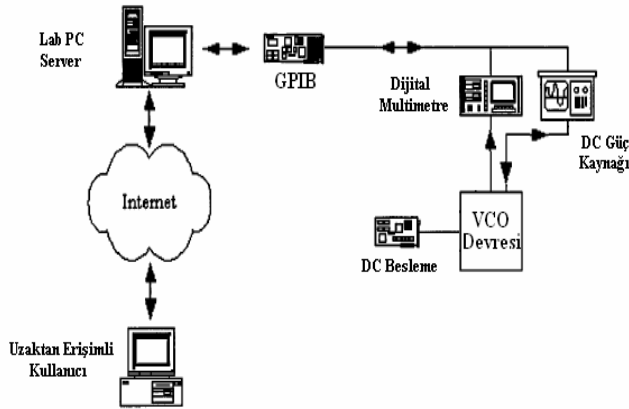 Lab PC
Server
GPIB
Dijital
Multimetre
DC Güç
Kaynağı
Internet
VCO
Devresi
DC Besleme
Uzaktan Erişimli
Kullanıcı